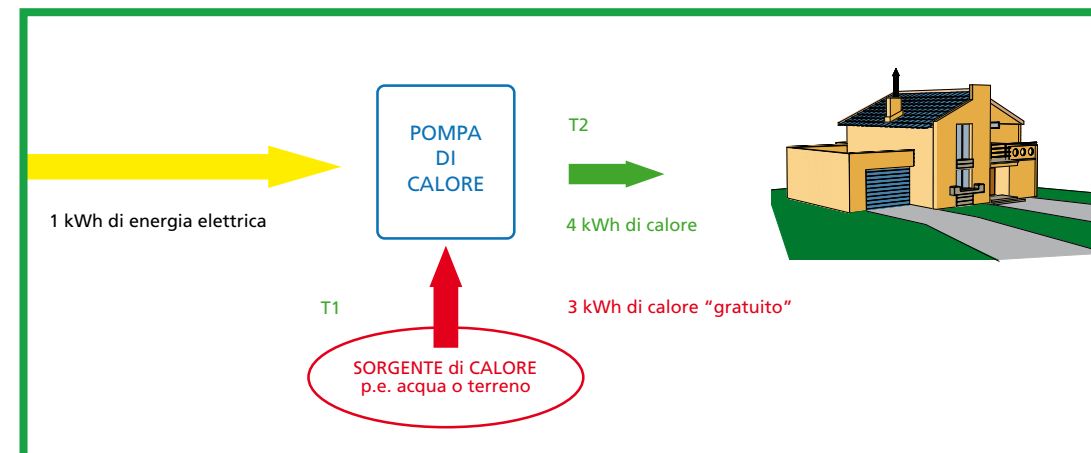 POMPA
DI
CALORE
T2
1 kWh di energia elettrica
4 kWh di calore
T1
3 kWh di calore “gratuito”
SORGENTE di CALORE
p.e. acqua o terreno